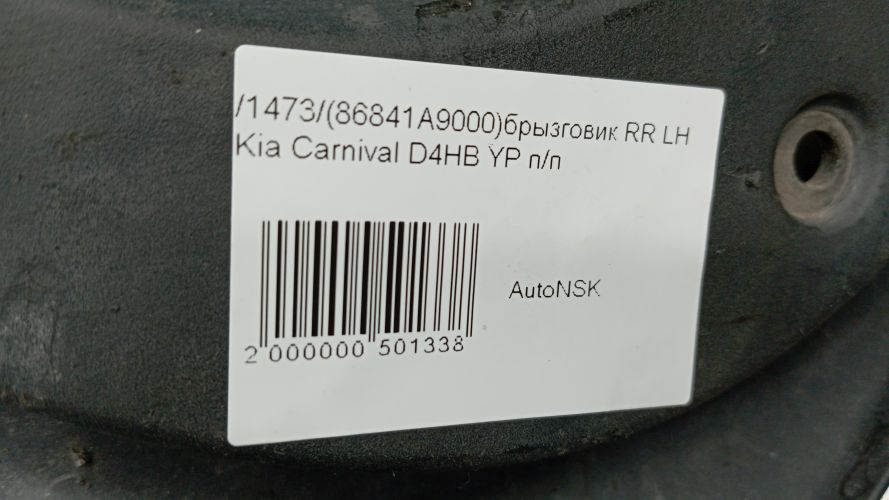 /1473/(86841A9000)брызговик RR LH
Kia Carnival D4HB YP п/п
AutoNSK
2 000000 501338